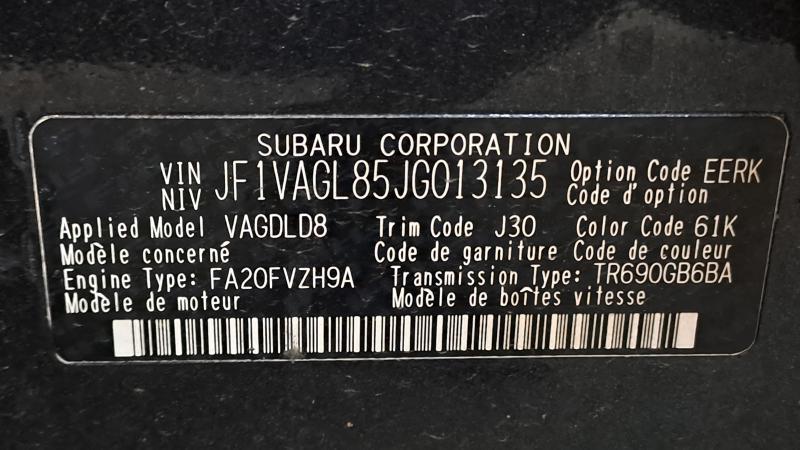 SUBARU CORPORATION
VIN NIV JF1VAGL85JG013135 Option Code EERK
Code d'option
Applied Model VAGDLD8 Trim Code J30 Color Code 61K
Modèle concerné Code de garniture Code de couleur
Engine Type: FA20FVZH9A Transmission Type: TR690GB6BA
Modèle de moteur Modèle de boîtes vitesse